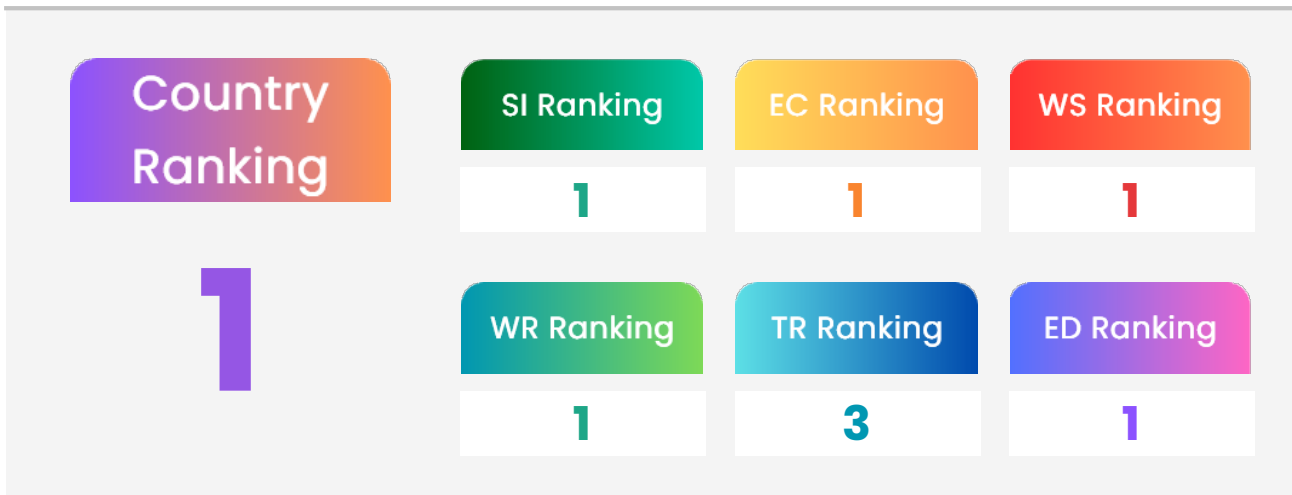 Country
Ranking
1
SI Ranking
EC Ranking
WS Ranking
1
1
1
WR Ranking
TR Ranking
ED Ranking
1
3
1